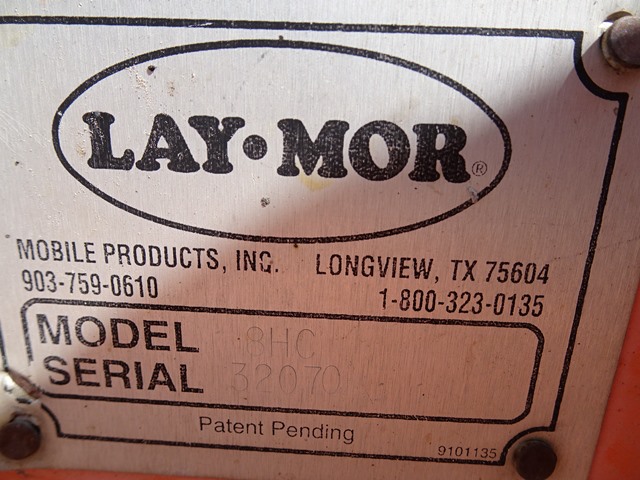 LAY•MOR®
MOBILE PRODUCTS, INC. LONGVIEW, TX 75604
903-759-0610 1-800-323-0135
MODEL 8HC
SERIAL 32070
Patent Pending
9101135